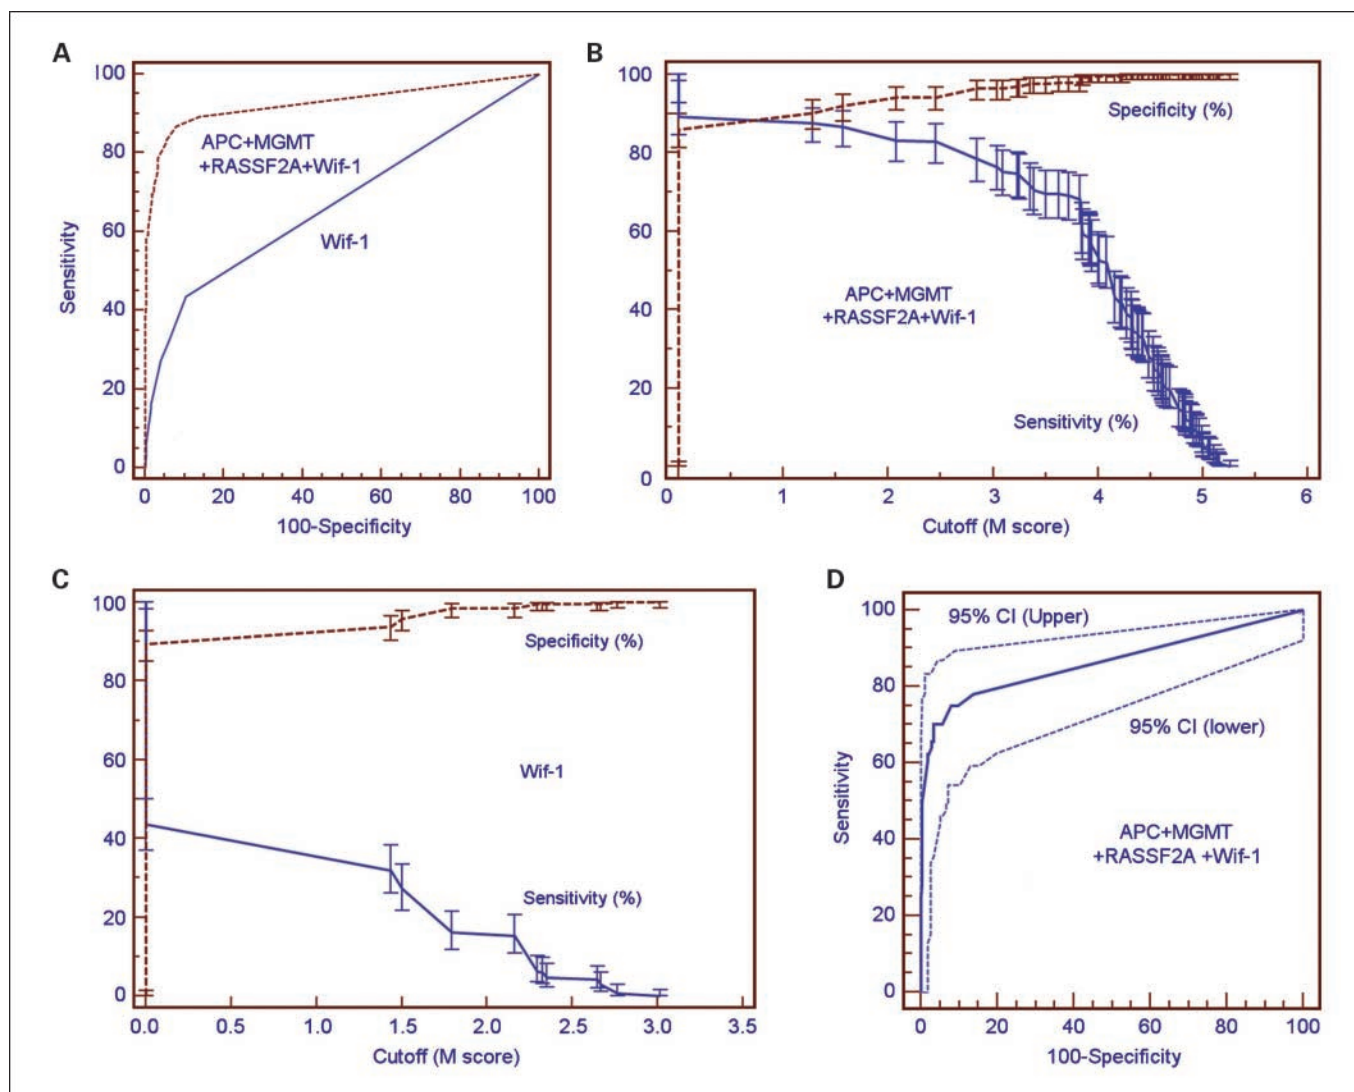 A
100
80
60
40
20
0
Sensitivity
APC+MGMT
+RASSF2A+Wif-1
Wif-1
0 20 40 60 80 100
100-Specificity
B
100
80
60
40
20
0
Specificity (%)
APC+MGMT
+RASSF2A+Wif-1
Sensitivity (%)
0 1 2 3 4 5 6
Cutoff (M score)
C
100
80
60
40
20
0
Specificity (%)
Wif-1
Sensitivity (%)
0.0 0.5 1.0 1.5 2.0 2.5 3.0 3.5
Cutoff (M score)
D
100
80
60
40
20
0
Sensitivity
95% CI (Upper)
95% CI (lower)
APC+MGMT
+RASSF2A +Wif-1
0 20 40 60 80 100
100-Specificity